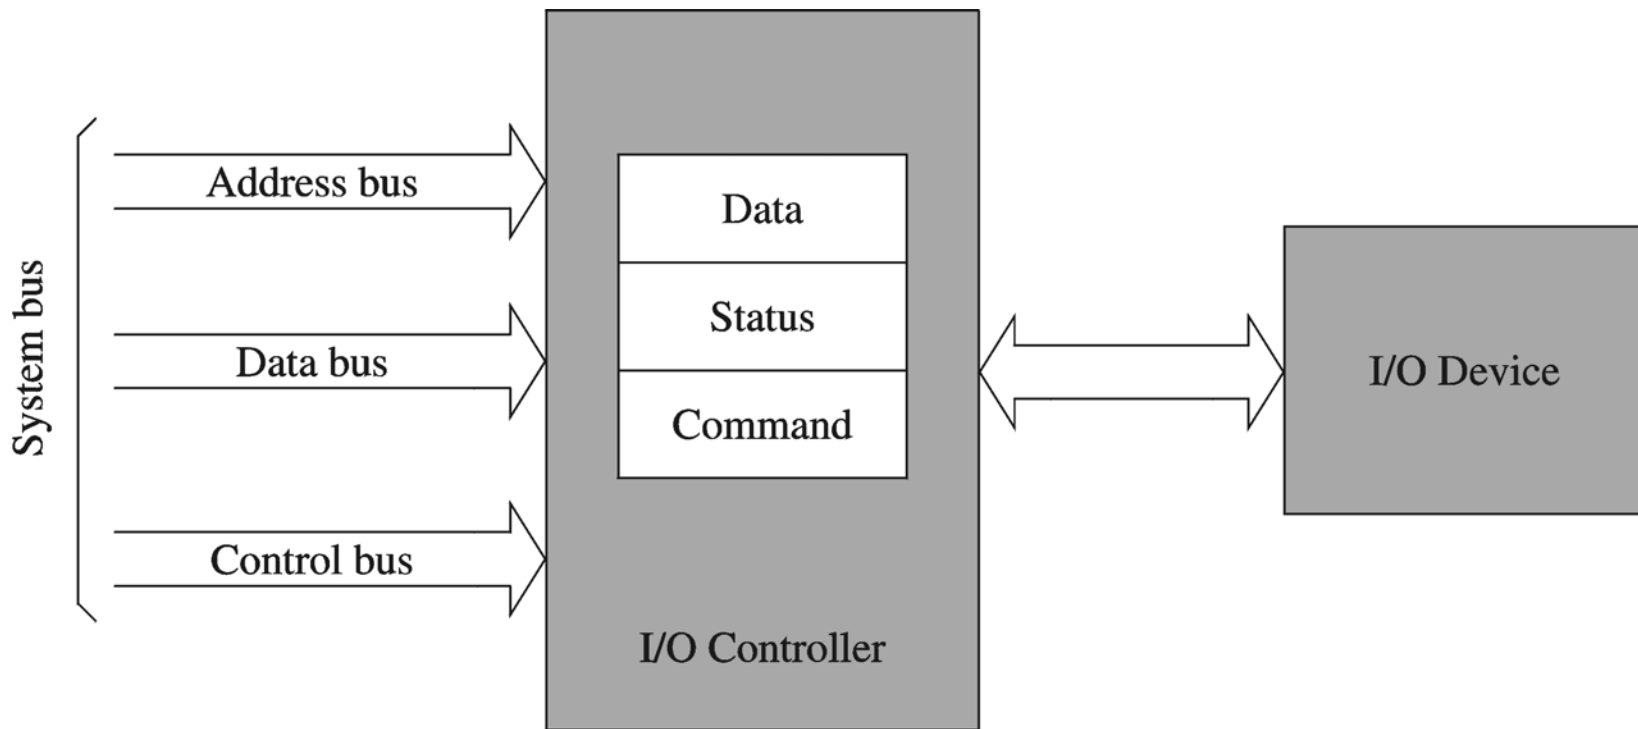 System bus
Address bus
Data bus
Control bus
Data
Status
Command
I/O Controller
I/O Device